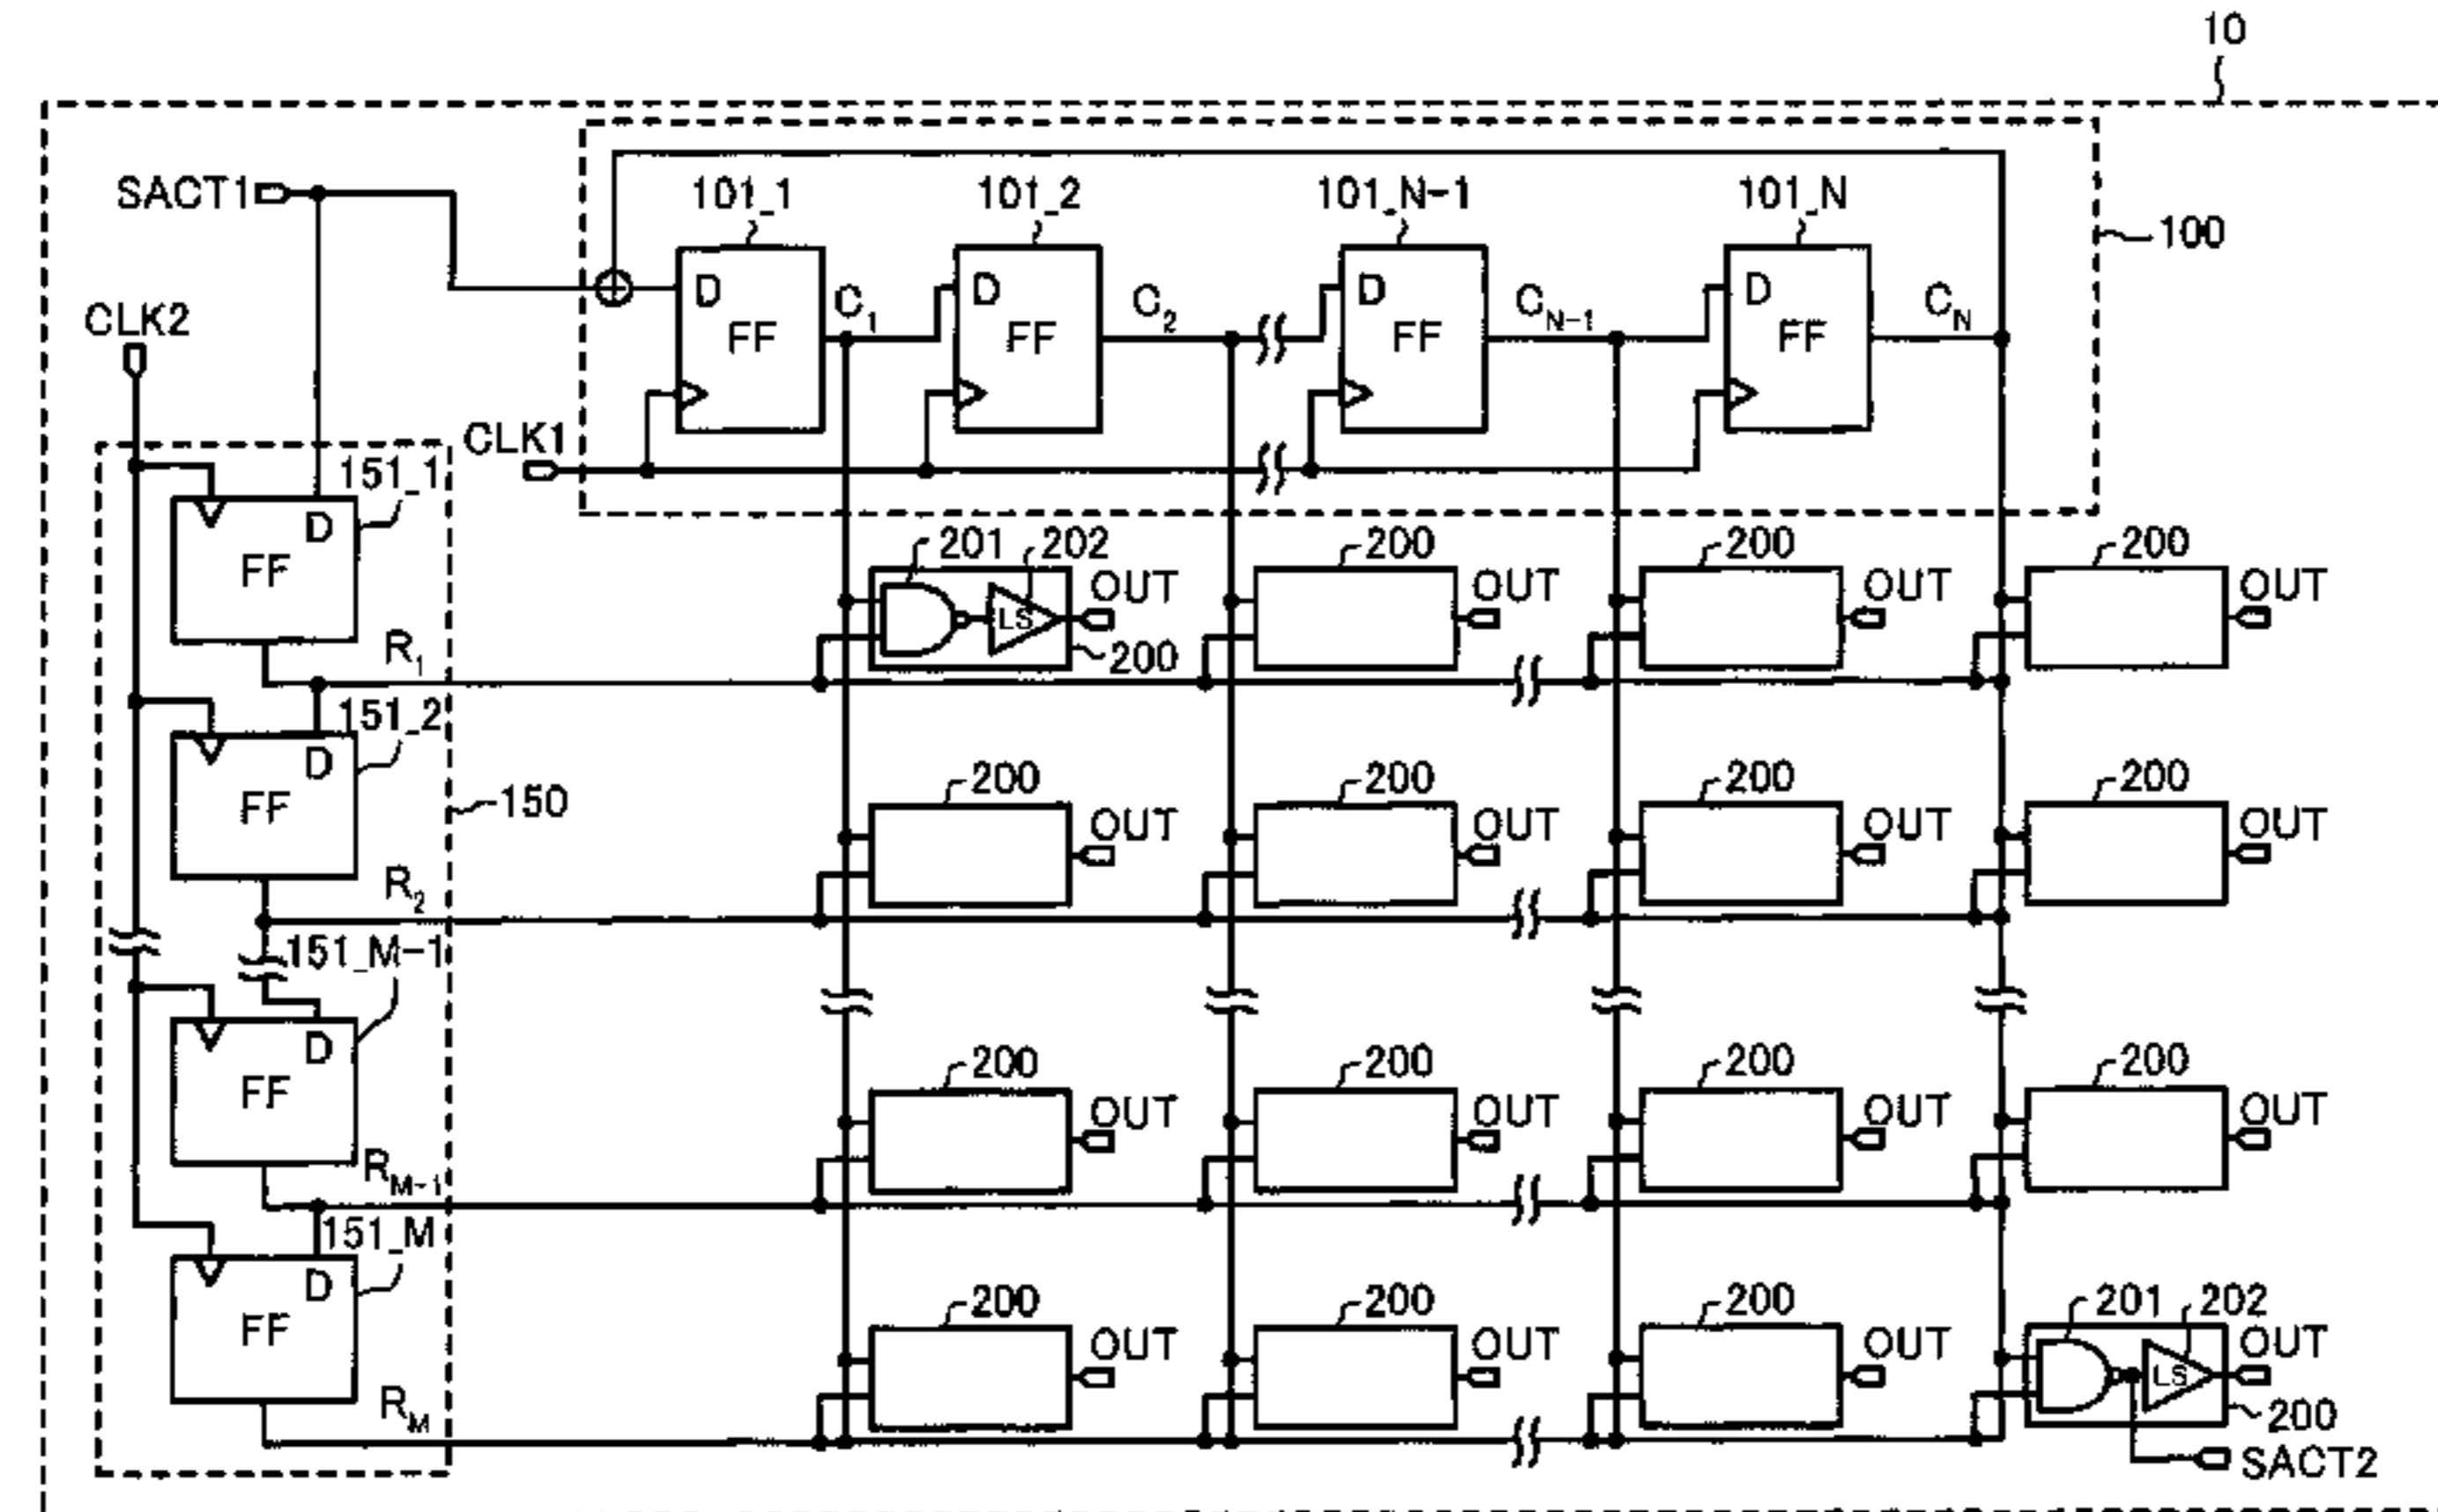 10
SACT1
101_1
101_2
101_N-1
101_N
100
D
FF
C1
D
FF
C2
D
FF
CN-1
D
FF
CN
CLK2
CLK1
151_1
D
FF
R1
201
202
LS
OUT
200
200
OUT
200
OUT
200
OUT
151_2
D
FF
R2
150
200
OUT
200
OUT
200
OUT
200
OUT
151_M-1
D
FF
RM-1
200
OUT
200
OUT
200
OUT
200
OUT
151_M
D
FF
RM
200
OUT
200
OUT
200
OUT
201
202
LS
OUT
200
SACT2